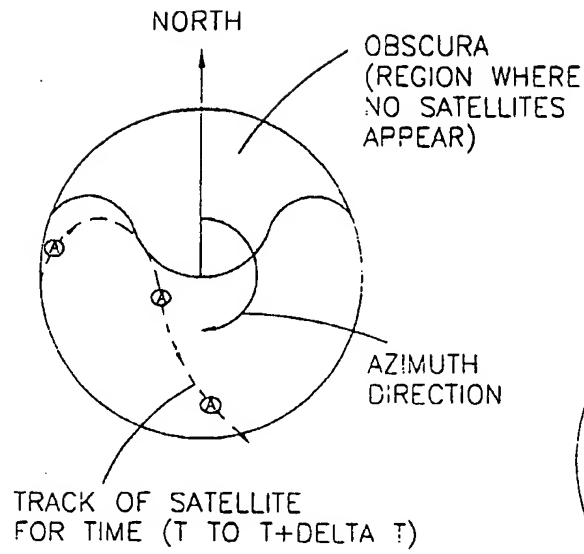 NORTH
OBSCURA
(REGION WHERE
NO SATELLITES
APPEAR)
A
A
A
AZIMUTH
DIRECTION
TRACK OF SATELLITE
FOR TIME (T TO T+DELTA T)